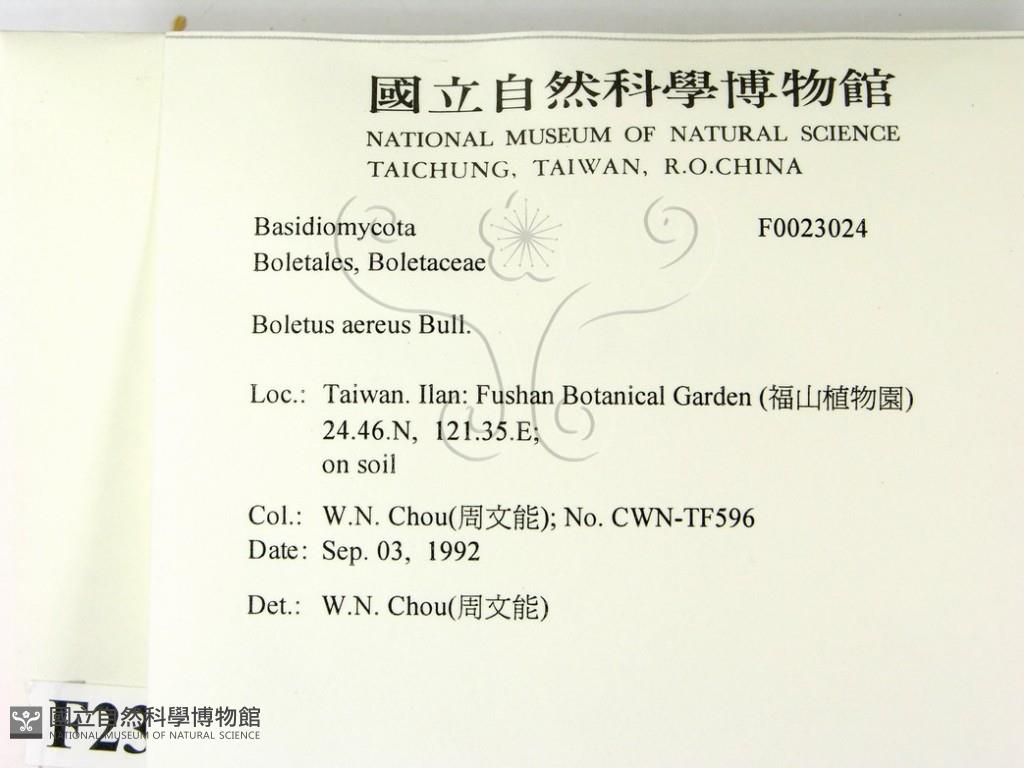 國立自然科學博物館
NATIONAL MUSEUM OF NATURAL SCIENCE
TAICHUNG, TAIWAN, R.O.CHINA
Basidiomycota F0023024
Boletales, Boletaceae
Boletus aereus Bull.
Loc.: Taiwan. Ilan: Fushan Botanical Garden (福山植物園)
24.46.N, 121.35.E;
on soil
Col.: W.N. Chou(周文能); No. CWN-TF596
Date: Sep. 03, 1992
Det.: W.N. Chou(周文能)
F23
國立自然科學博物館
NATIONAL MUSEUM OF NATURAL SCIENCE